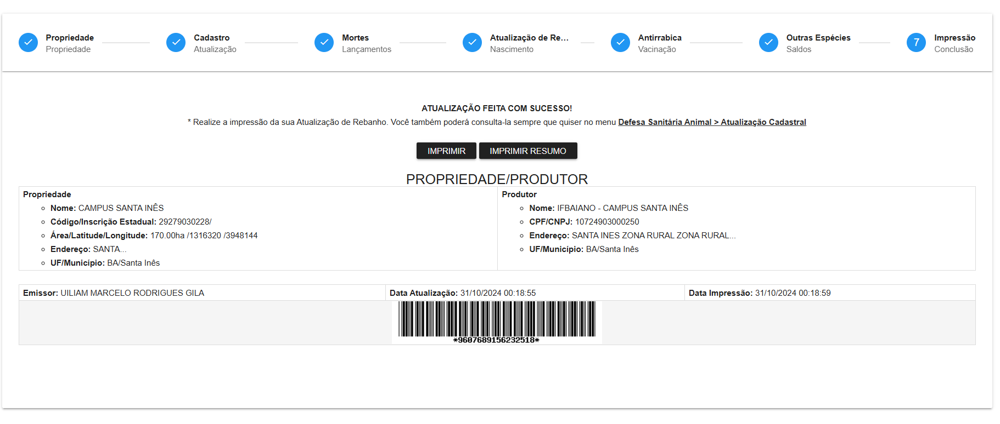 Propriedade
Propriedade
Cadastro
Atualização
Mortes
Lançamentos
Atualização de Re...
Nascimento
Antirrabica
Vacinação
Outras Espécies
Saldos
7
Impressão
Conclusão
ATUALIZAÇÃO FEITA COM SUCESSO!
* Realize a impressão da sua Atualização de Rebanho. Você também poderá consulta-la sempre que quiser no menu Defesa Sanitária Animal > Atualização Cadastral
IMPRIMIR
IMPRIMIR RESUMO
PROPRIEDADE/PRODUTOR
Propriedade
Nome: CAMPUS SANTA INÊS
Código/Inscrição Estadual: 29279030228/
Área/Latitude/Longitude: 170.00ha /1316320 /3948144
Endereço: SANTA...
UF/Município: BA/Santa Inês
Produtor
Nome: IFBAIANO - CAMPUS SANTA INÊS
CPF/CNPJ: 10724903000250
Endereço: SANTA INES ZONA RURAL ZONA RURAL...
UF/Município: BA/Santa Inês
Emissor: UILIAM MARCELO RODRIGUES GILA
Data Atualização: 31/10/2024 00:18:55
Data Impressão: 31/10/2024 00:18:59
*9607689156232518*